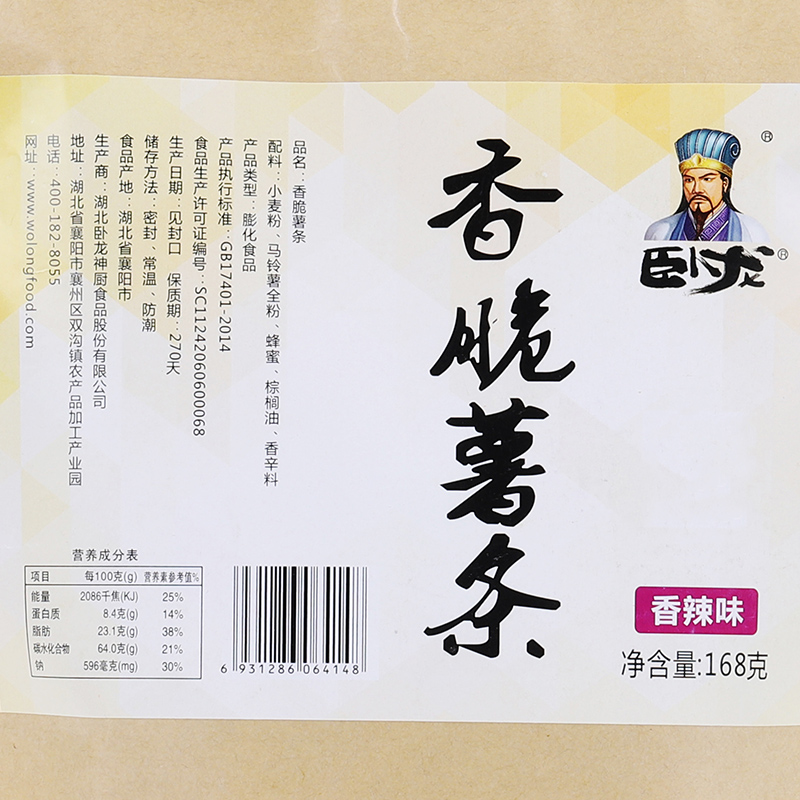 品名：香脆薯条
配料：小麦粉、马铃薯全粉、蜂蜜、棕榈油、香辛料
产品类型：膨化食品
产品执行标准：GB17401-2014
食品生产许可证编号：SC11242060600068
生产日期：见封口 保质期：270天
储存方法：密封、常温、防潮
食品产地：湖北省襄阳市
生产商：湖北卧龙神厨食品股份有限公司
地址：湖北省襄阳市襄州区双沟镇农产品加工产业园
电话：400-182-8055
网址：www.wolongfood.com
营养成分表
项目 每100克(g) 营养素参考值%
能量 2086千焦(KJ) 25%
蛋白质 8.4克(g) 14%
脂肪 23.1克(g) 38%
碳水化合物 64.0克(g) 21%
钠 596毫克(mg) 30%
6 931286 064148
香脆薯条
®
卧龙®
香辣味
净含量:168克